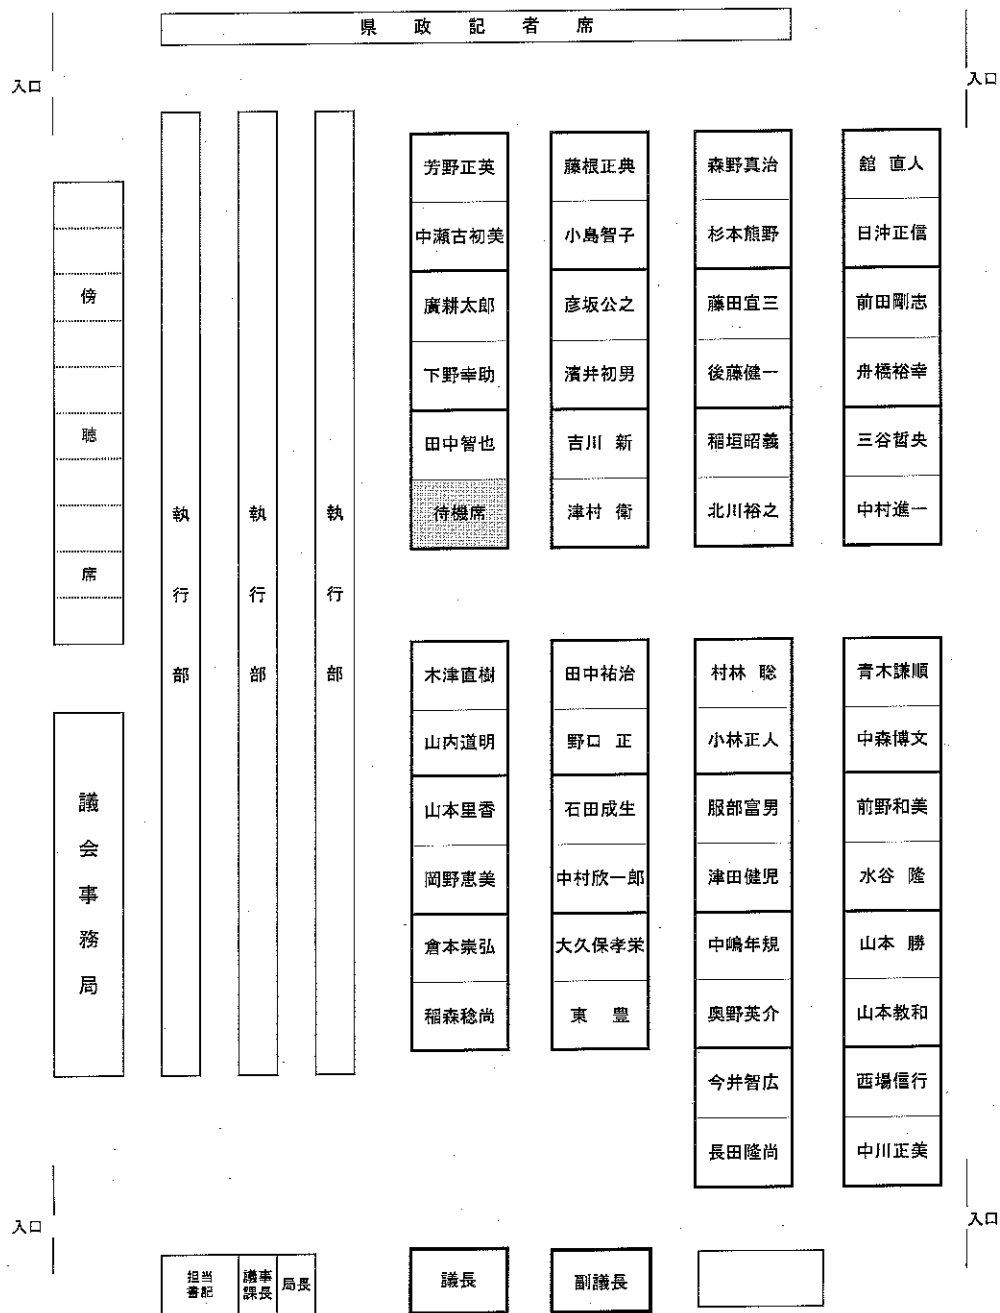 県政記者席
入口
入口
芳野正英 藤根正典 森野真治 舘 直人
中瀬古初美 小島智子 杉本熊野 日沖正信
傍
廣耕太郎 彦坂公之 藤田宜三 前田剛志
下野幸助 濱井初男 後藤健一 舟橋裕幸
聴
田中智也 吉川 新 稲垣昭義 三谷哲央
待機席 津村 衛 北川裕之 中村進一
席
執行部
執行部
執行部
木津直樹 田中祐治 村林 聡 青木謙順
山内道明 野口 正 小林正人 中森博文
議会事務局
山本里香 石田成生 服部富男 前野和美
岡野恵美 中村欣一郎 津田健児 水谷 隆
倉本崇弘 大久保孝栄 中嶋年規 山本 勝
稲森稔尚 東 豊 奥野英介 山本教和
今井智広 西場信行
長田隆尚 中川正美
入口
入口
担当書記
議事課長
局長
議長
副議長